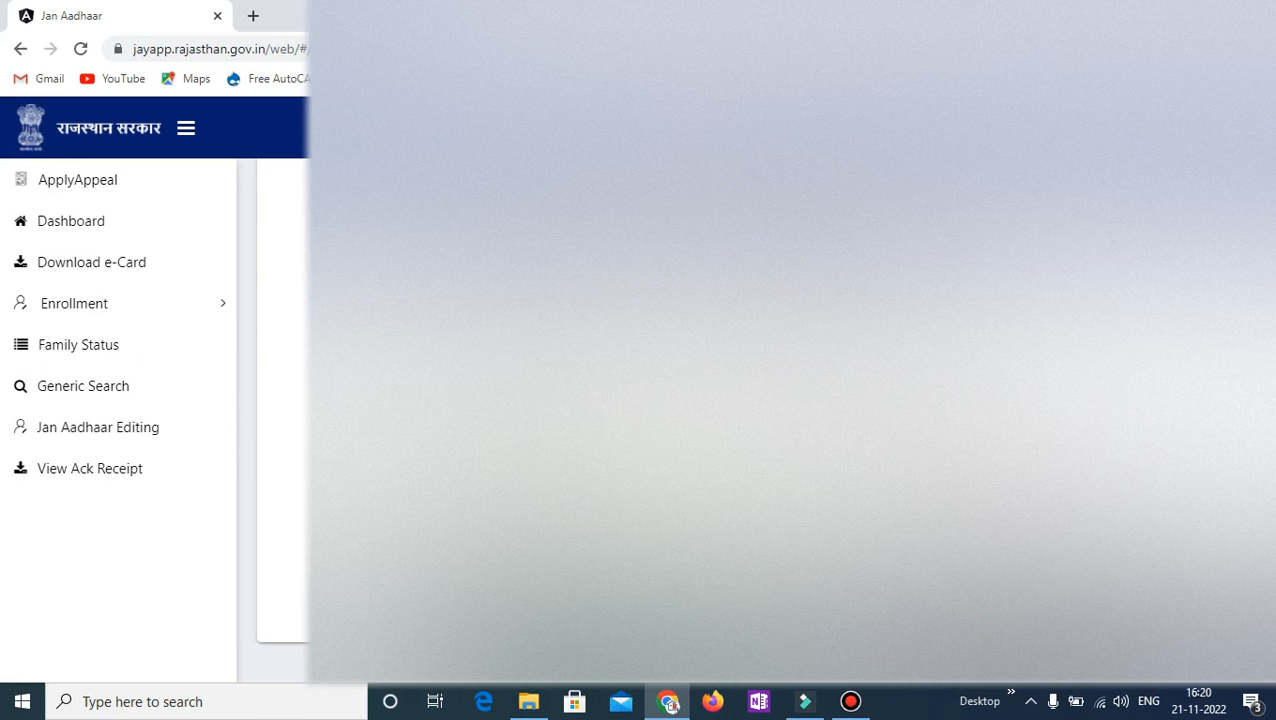 Jan Aadhaar
jayapp.rajasthan.gov.in/web/#/
Gmail YouTube Maps Free AutoCA
राजस्थान सरकार
ApplyAppeal
Dashboard
Download e-Card
Enrollment
Family Status
Generic Search
Jan Aadhaar Editing
View Ack Receipt
Type here to search
Desktop
ENG
16:20
21-11-2022
3